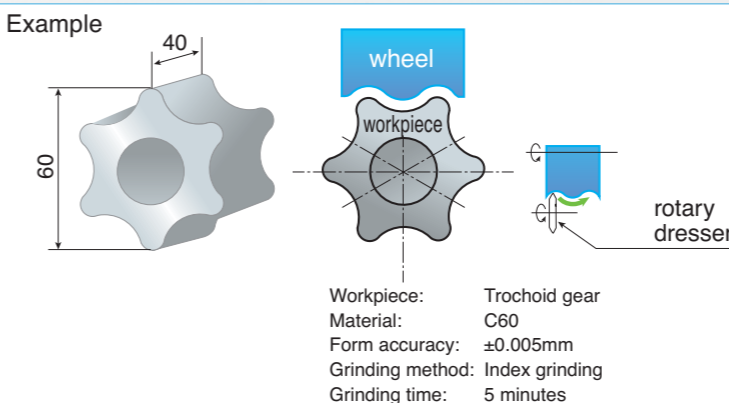 Example
40
60
wheel
workpiece
rotary
dresser
Workpiece: Trochoid gear
Material: C60
Form accuracy: ±0.005mm
Grinding method: Index grinding
Grinding time: 5 minutes